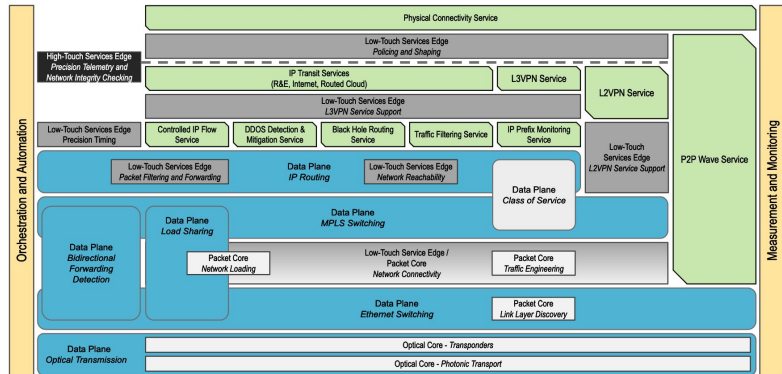 Physical Connectivity Service
Low-Touch Services Edge
Policing and Shaping
High-Touch Services Edge
Precision Telemetry and
Network Integrity Checking
IP Transit Services
(R&E, Internet, Routed Cloud)
L3VPN Service
L2VPN Service
Low-Touch Services Edge
L3VPN Service Support
Low-Touch Services Edge
Precision Timing
Controlled IP Flow
Service
DDOS Detection &
Mitigation Service
Black Hole Routing
Service
Traffic Filtering Service
IP Prefix Monitoring
Service
Low-Touch
Services Edge
L2VPN Service Support
P2P Wave Service
Orchestration and Automation
Measurement and Monitoring
Low-Touch Services Edge
Packet Filtering and Forwarding
Data Plane
IP Routing
Low-Touch Services Edge
Network Reachability
Data Plane
Class of Service
Data Plane
MPLS Switching
Data Plane
Load Sharing
Data Plane
Bidirectional
Forwarding
Detection
Packet Core
Network Loading
Low-Touch Service Edge /
Packet Core
Network Connectivity
Packet Core
Traffic Engineering
Data Plane
Ethernet Switching
Packet Core
Link Layer Discovery
Data Plane
Optical Transmission
Optical Core - Transponders
Optical Core - Photonic Transport